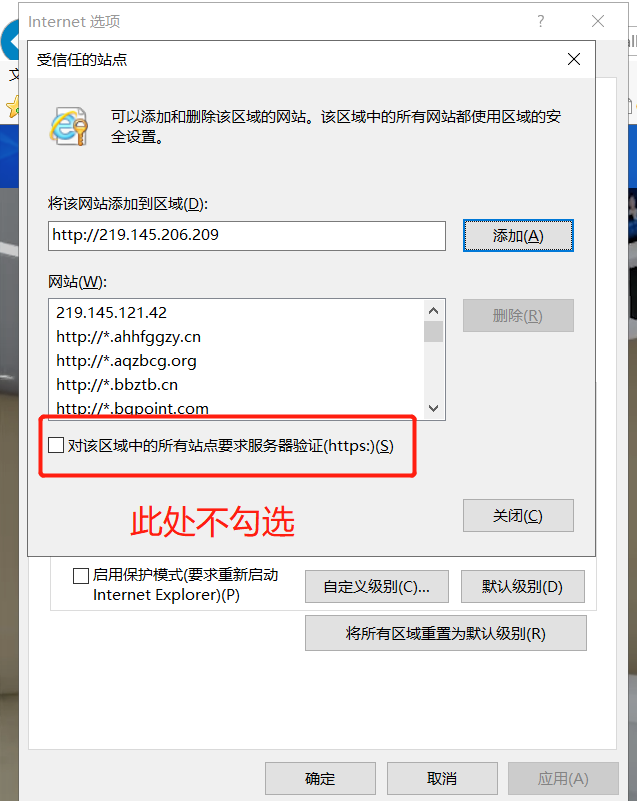 Internet 选项
受信任的站点
可以添加和删除该区域的网站。该区域中的所有网站都使用区域的安
全设置。
将该网站添加到区域(D):
http://219.145.206.209
添加(A)
网站(W):
219.145.121.42
http://*.ahhfggzy.cn
http://*.aqzbcg.org
http://*.bbztb.cn
http://*.bqpoint.com
删除(R)
对该区域中的所有站点要求服务器验证(https:)(S)
此处不勾选
关闭(C)
启用保护模式(要求重新启动
Internet Explorer)(P)
自定义级别(C)...
默认级别(D)
将所有区域重置为默认级别(R)
确定
取消
应用(A)